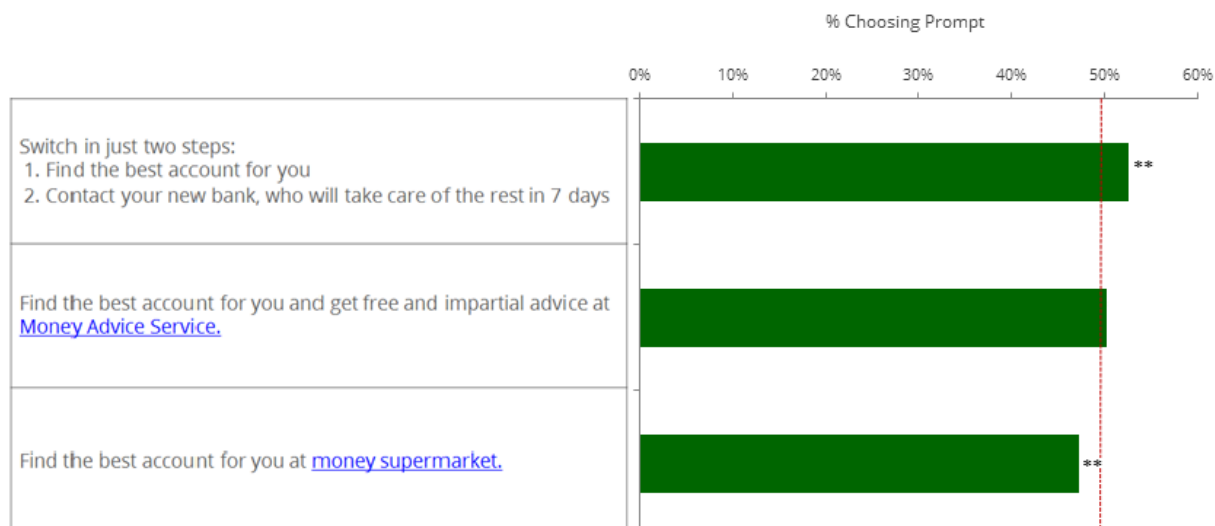 % Choosing Prompt
0% 10% 20% 30% 40% 50% 60%
Switch in just two steps:
1. Find the best account for you
2. Contact your new bank, who will take care of the rest in 7 days
**
Find the best account for you and get free and impartial advice at
Money Advice Service.
Find the best account for you at money supermarket.
**